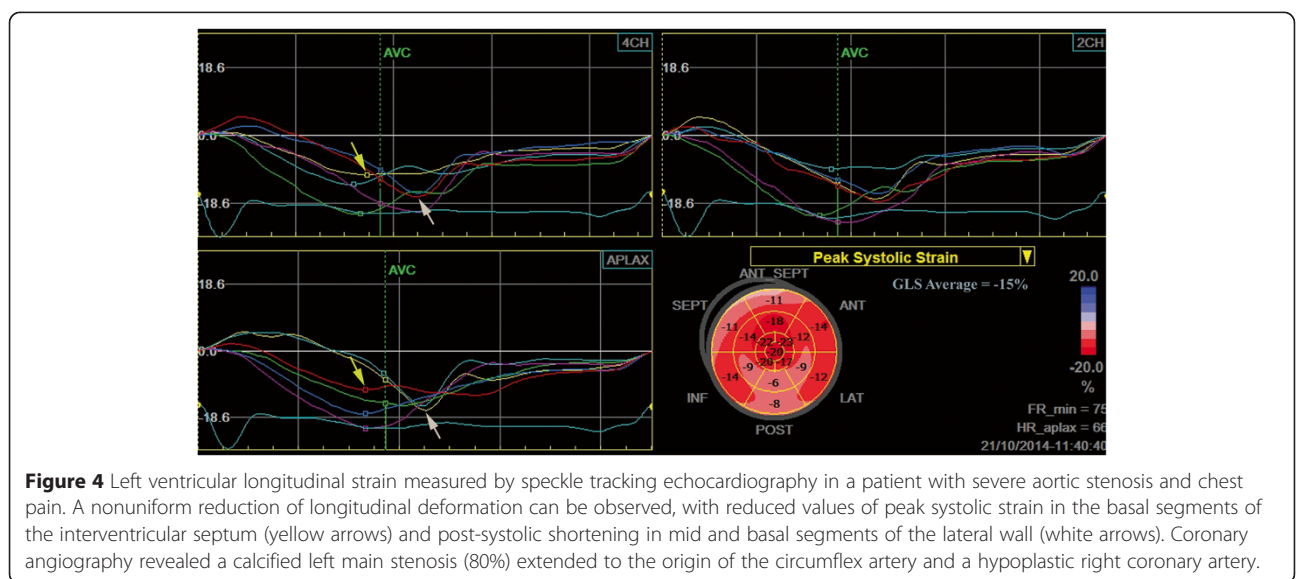 4CH
AVC
18.6
0.0
-18.6
2CH
AVC
18.6
0.0
-18.6
APLAX
AVC
18.6
0.0
-18.6
Peak Systolic Strain
GLS Average = -15%
ANT_SEPT
SEPT
ANT
INF
LAT
POST
-11
-11
-14
-18
-14
-12
-22
-23
-20
-20
-17
-9
-9
-14
-12
-6
-8
20.0
-20.0
%
FR_min = 75
HR_aplax = 66
21/10/2014-11:40:40
Figure 4 Left ventricular longitudinal strain measured by speckle tracking echocardiography in a patient with severe aortic stenosis and chest
pain. A nonuniform reduction of longitudinal deformation can be observed, with reduced values of peak systolic strain in the basal segments of
the interventricular septum (yellow arrows) and post-systolic shortening in mid and basal segments of the lateral wall (white arrows). Coronary
angiography revealed a calcified left main stenosis (80%) extended to the origin of the circumflex artery and a hypoplastic right coronary artery.